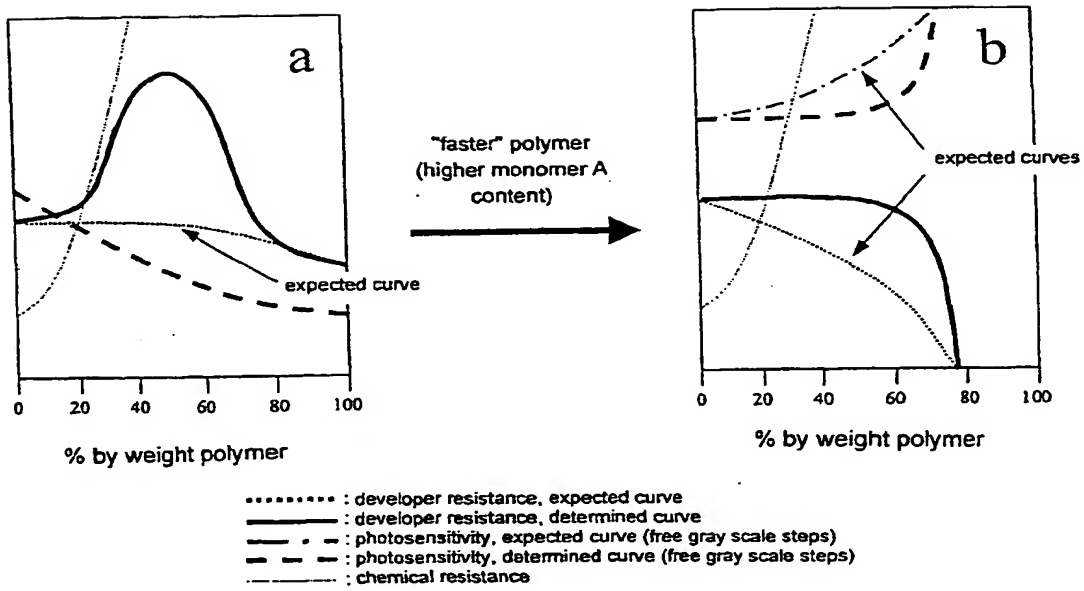 a
b
"faster" polymer
(higher monomer A
content)
expected curve
expected curves
0 20 40 60 80 100
0 20 40 60 80 100
% by weight polymer
% by weight polymer
: developer resistance, expected curve
: developer resistance, determined curve
: photosensitivity, expected curve (free gray scale steps)
: photosensitivity, determined curve (free gray scale steps)
: chemical resistance